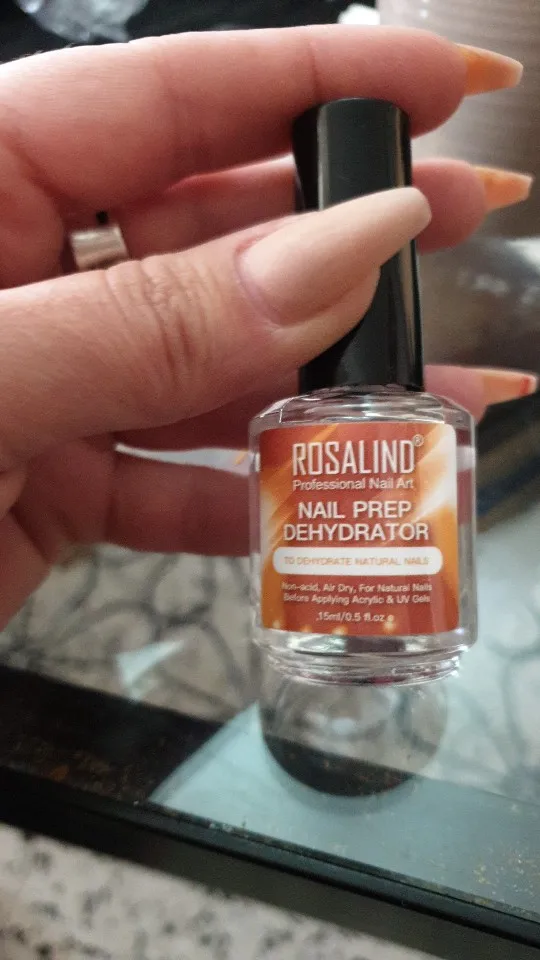 ROSALIND®
Professional Nail Art
NAIL PREP
DEHYDRATOR
TO DEHYDRATE NATURAL NAILS
Non-acid, Air Dry, For Natural Nails
Before Applying Acrylic & UV Gels
.15ml/0.5 fl.oz e